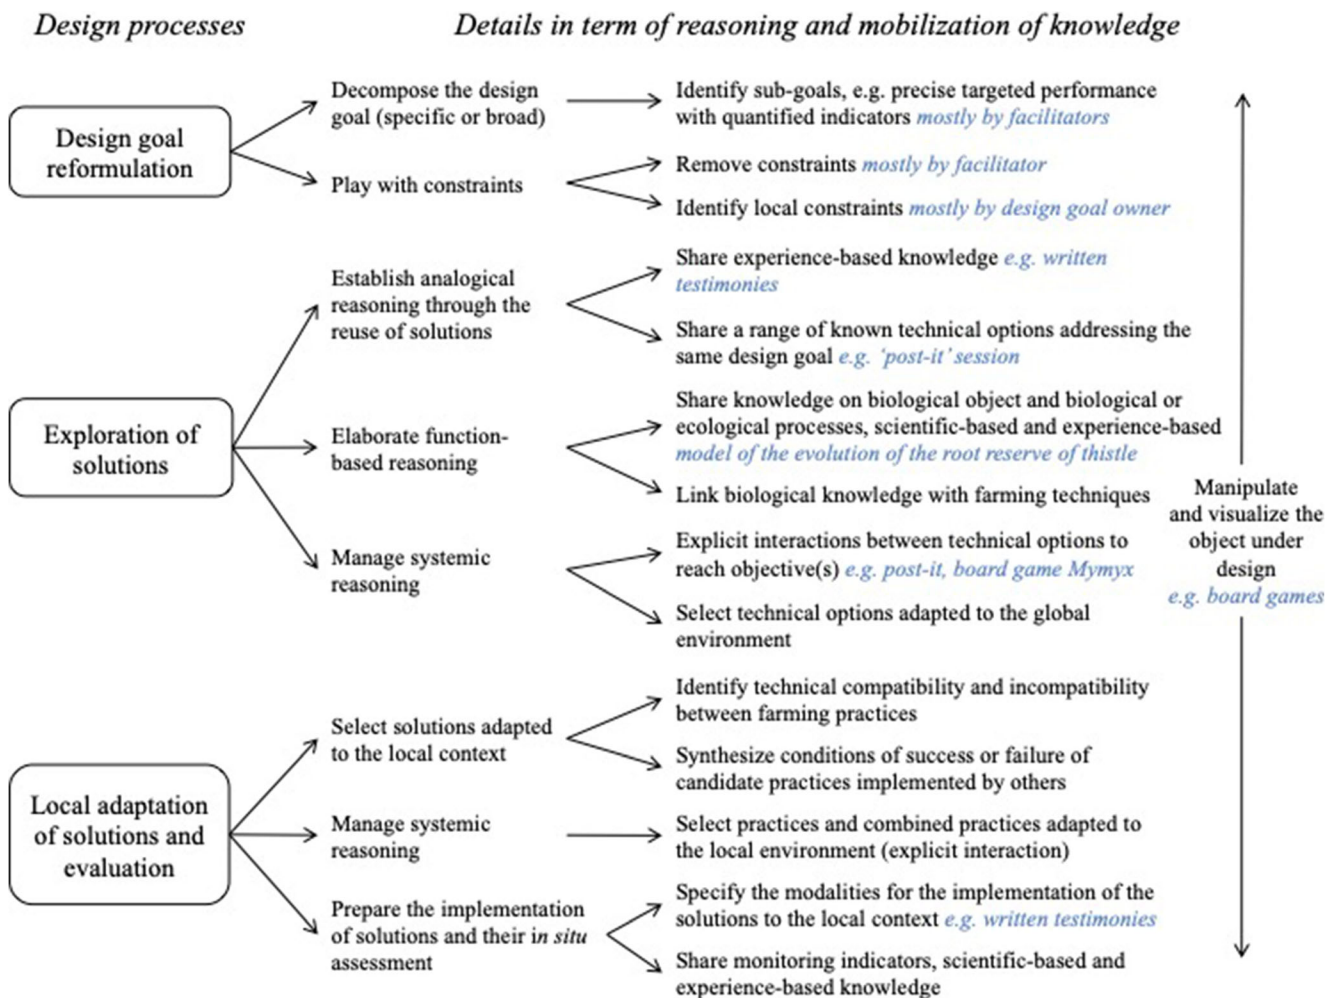 Design processes
Details in term of reasoning and mobilization of knowledge
Design goal
reformulation
Decompose the design
goal (specific or broad)
Identify sub-goals, e.g. precise targeted performance
with quantified indicators mostly by facilitators
Play with constraints
Remove constraints mostly by facilitator
Identify local constraints mostly by design goal owner
Exploration of
solutions
Establish analogical
reasoning through the
reuse of solutions
Share experience-based knowledge e.g. written
testimonies
Share a range of known technical options addressing the
same design goal e.g. ‘post-it’ session
Elaborate function-
based reasoning
Share knowledge on biological object and biological or
ecological processes, scientific-based and experience-based
model of the evolution of the root reserve of thistle
Link biological knowledge with farming techniques
Manage systemic
reasoning
Explicit interactions between technical options to
reach objective(s) e.g. post-it, board game Mymyx
Select technical options adapted to the global
environment
Local adaptation
of solutions and
evaluation
Select solutions adapted
to the local context
Identify technical compatibility and incompatibility
between farming practices
Synthesize conditions of success or failure of
candidate practices implemented by others
Manage systemic
reasoning
Select practices and combined practices adapted to
the local environment (explicit interaction)
Prepare the implementation
of solutions and their in situ
assessment
Specify the modalities for the implementation of the
solutions to the local context e.g. written testimonies
Share monitoring indicators, scientific-based and
experience-based knowledge
Manipulate
and visualize the
object under
design
e.g. board games